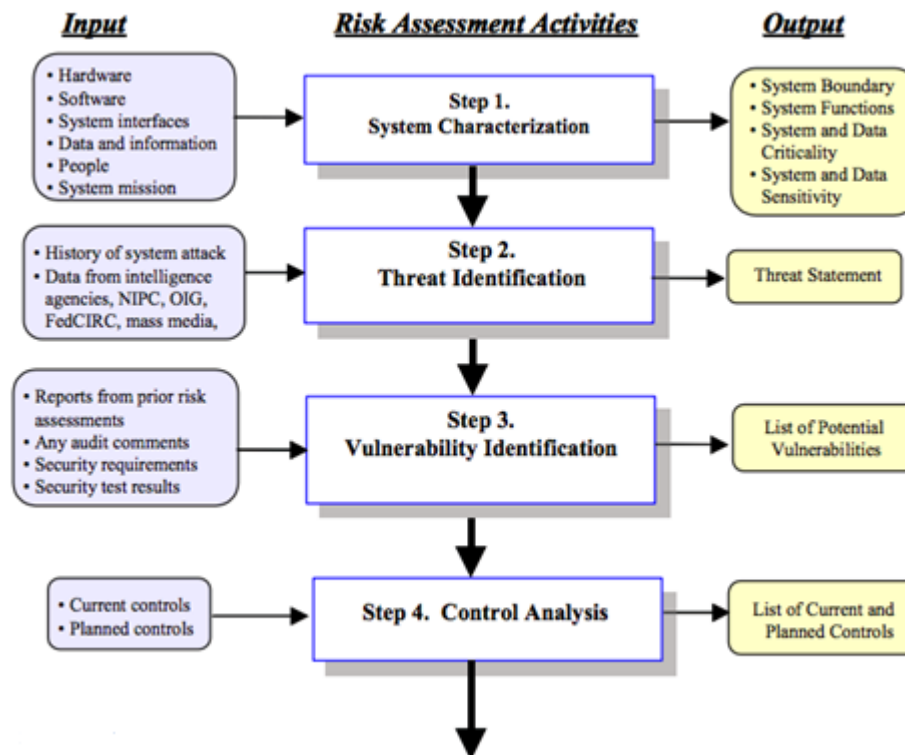 Input
Risk Assessment Activities
Output
• Hardware
• Software
• System interfaces
• Data and information
• People
• System mission
Step 1.
System Characterization
• System Boundary
• System Functions
• System and Data
Criticality
• System and Data
Sensitivity
• History of system attack
• Data from intelligence
agencies, NIPC, OIG,
FedCIRC, mass media,
Step 2.
Threat Identification
Threat Statement
• Reports from prior risk
assessments
• Any audit comments
• Security requirements
• Security test results
Step 3.
Vulnerability Identification
List of Potential
Vulnerabilities
• Current controls
• Planned controls
Step 4. Control Analysis
List of Current and
Planned Controls